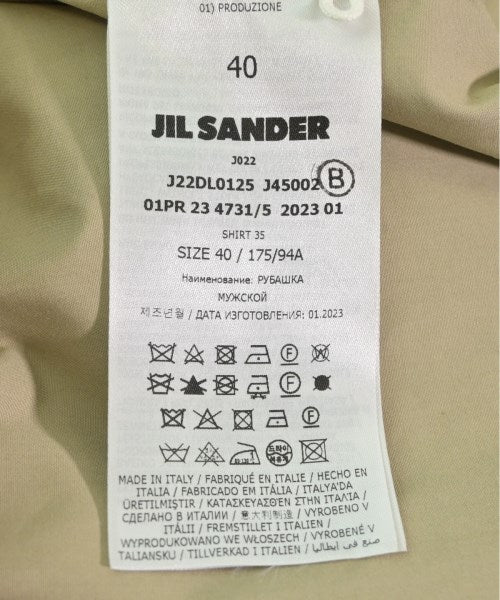 01) PRODUZIONE
40
JIL SANDER
J022
J22DL0125 J45002 B
01PR 23 4731/5 2023 01
SHIRT 35
SIZE 40 / 175/94A
Наименование: РУБАШКА
МУЖСКОЙ
제조년월 / ДАТА ИЗГОТОВЛЕНИЯ: 01.2023
F W
F
F
드라이
MADE IN ITALY / FABRIQUÉ EN ITALIE / HECHO EN
ITALIA / FABRICADO EM ITÁLIA / ITALYA'DA
ÜRETILMIŞTIR / ΚΑΤΑΣΚΕΥΑΣΘΕΝ ΣΤΗΝ ΙΤΑΛΙΑ /
СДЕЛАНО В ИТАЛИИ / 意大利制造 / VYROBENO V
ITÁLII / FREMSTILLET I ITALIEN /
WYPRODUKOWANO WE WŁOSZECH / VYROBENÉ V
TALIANSKU / TILLVERKAD I ITALIEN / صنع في إيطاليا